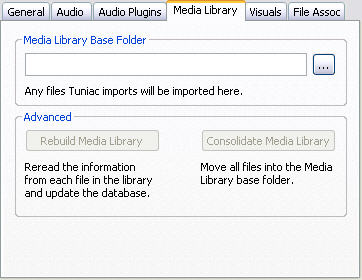 General Audio Audio Plugins Media Library Visuals File Assoc
Media Library Base Folder
...
Any files Tuniac imports will be imported here.
Advanced
Rebuild Media Library Consolidate Media Library
Reread the information
from each file in the library
and update the database.
Move all files into the Media
Library base folder.